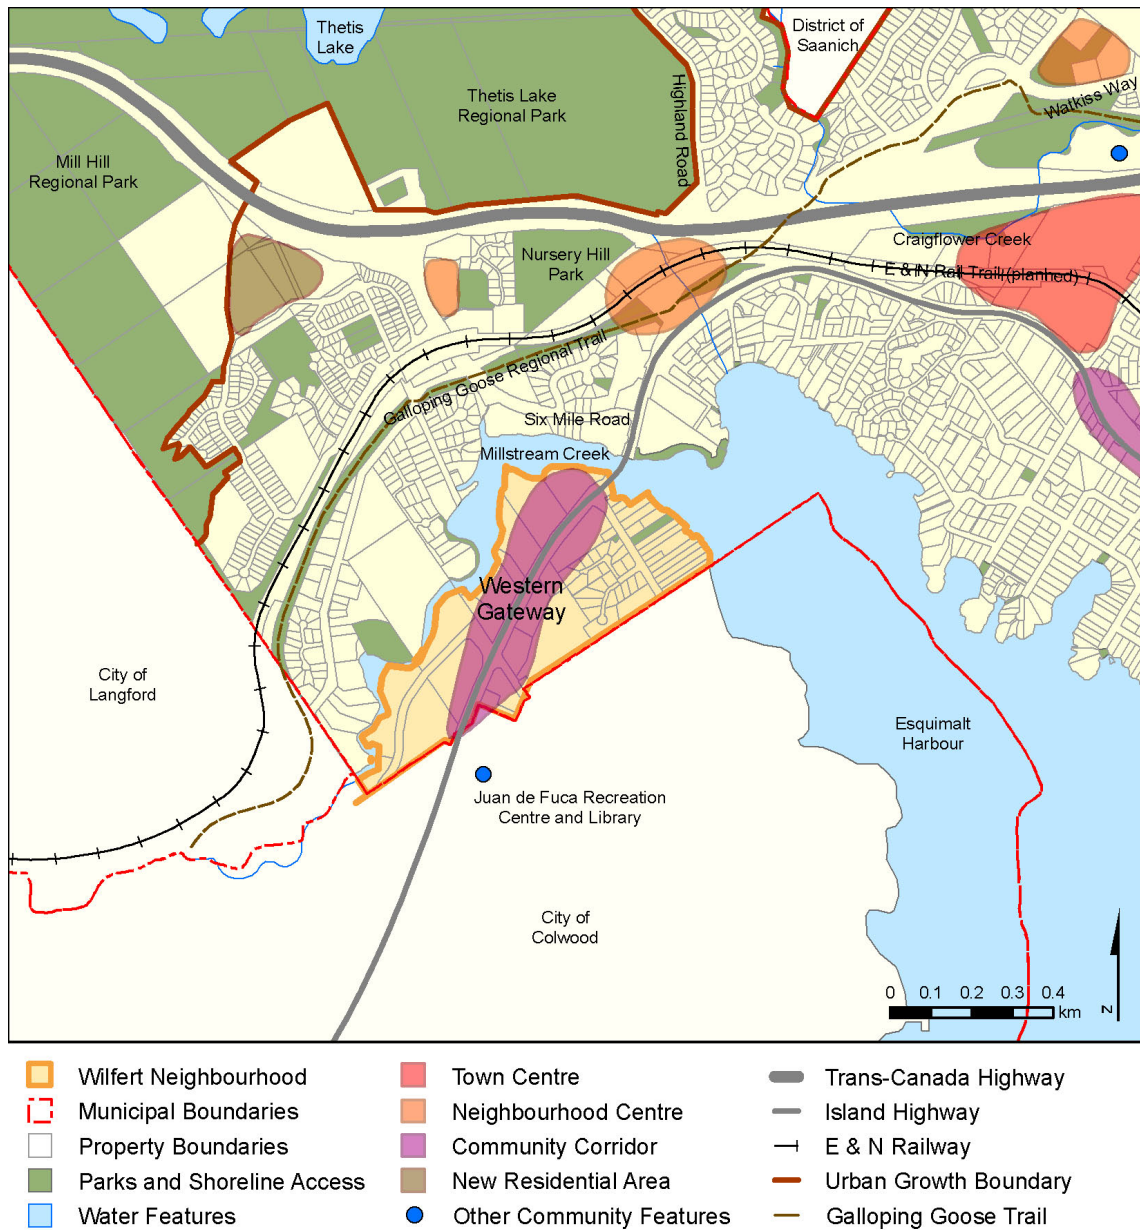 Thetis
Lake
District of
Saanich
Highland Road
Thetis Lake
Regional Park
Watkiss Way
Mill Hill
Regional Park
Craigflower Creek
Nursery Hill
Park
E & N Rail Trail (planned)
Galloping Goose Regional Trail
Six Mile Road
Millstream Creek
Western
Gateway
City of
Langford
Esquimalt
Harbour
Juan de Fuca Recreation
Centre and Library
City of
Colwood
0 0.1 0.2 0.3 0.4
km
N
Wilfert Neighbourhood
Municipal Boundaries
Property Boundaries
Parks and Shoreline Access
Water Features
Town Centre
Neighbourhood Centre
Community Corridor
New Residential Area
Other Community Features
Trans-Canada Highway
Island Highway
E & N Railway
Urban Growth Boundary
Galloping Goose Trail